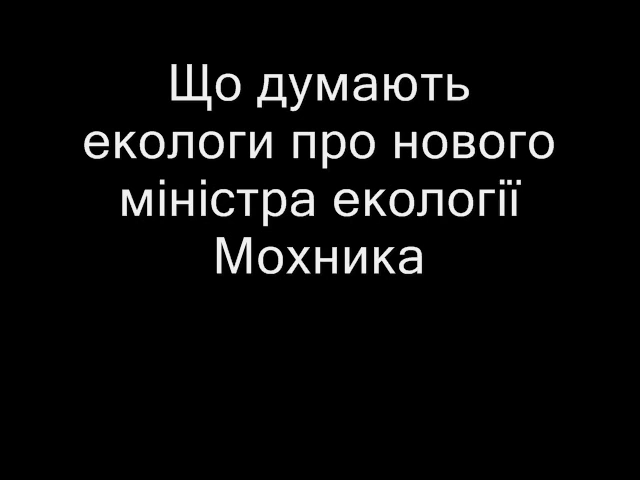 Що думають
екологи про нового
міністра екології
Мохника